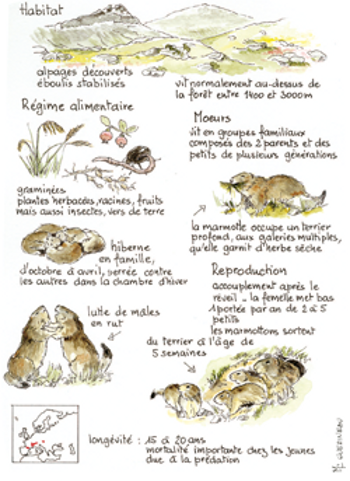 Habitat
alpages découverts
éboulis stabilisés
vit normalement au-dessus de
la forêt entre 1400 et 3000m
Régime alimentaire
graminées
plantes herbacées, racines, fruits
mais aussi insectes, vers de terre
Moeurs
vit en groupes familiaux
composés des 2 parents et des
petits de plusieurs générations
la marmotte occupe un terrier
profond, aux galeries multiples,
qu'elle garnit d'herbe sèche
hiberne
en famille,
d'octobre à avril, serrée contre
les autres dans la chambre d'hiver
Reproduction
accouplement après le
réveil _ la femelle met bas
1 portée par an de 2 à 5
petits
les marmottons sortent
du terrier à l'âge de
5 semaines
lutte de mâles
en rut
longévité : 15 à 20 ans
mortalité importante chez les jeunes
due à la prédation